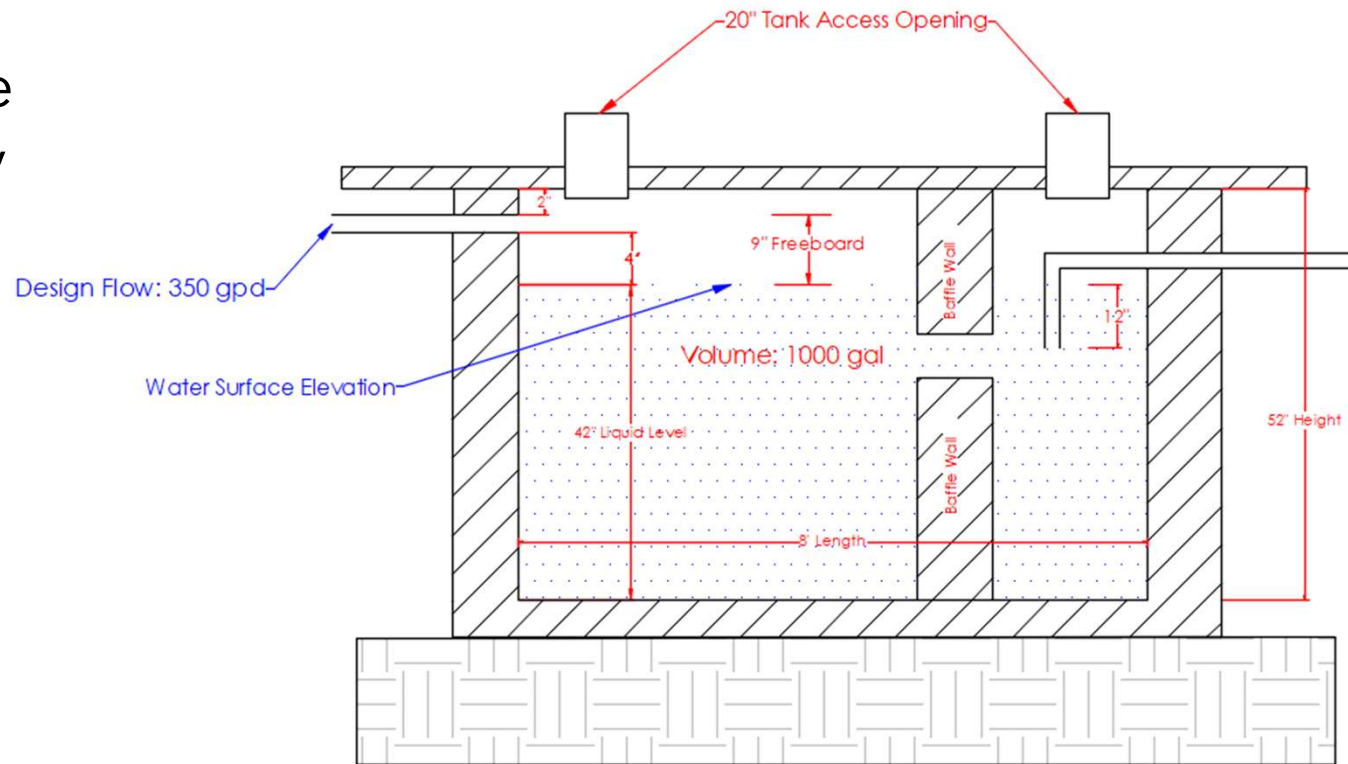 20" Tank Access Opening
e
y
2"
9" Freeboard
4"
Design Flow: 350 gpd
Baffle Wall
12"
Volume: 1000 gal
Water Surface Elevation
52" Height
42" Liquid Level
Baffle Wall
8' Length